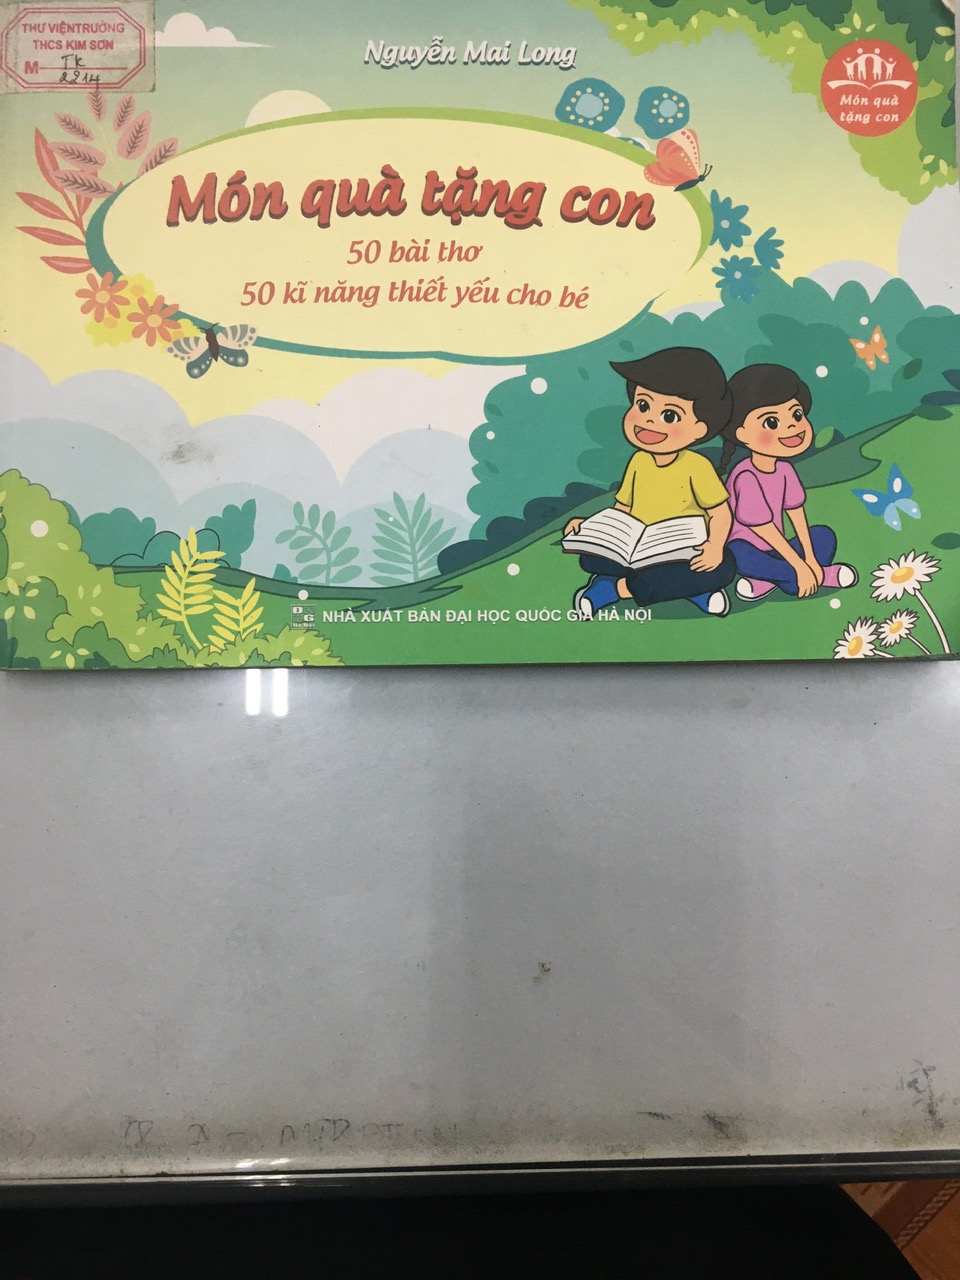 THƯ VIỆN TRƯỜNG
THCS KIM SƠN
M TK
2214
Nguyễn Mai Long
Món quà
tặng con
Món quà tặng con
50 bài thơ
50 kĩ năng thiết yếu cho bé
NHÀ XUẤT BẢN ĐẠI HỌC QUỐC GIA HÀ NỘI